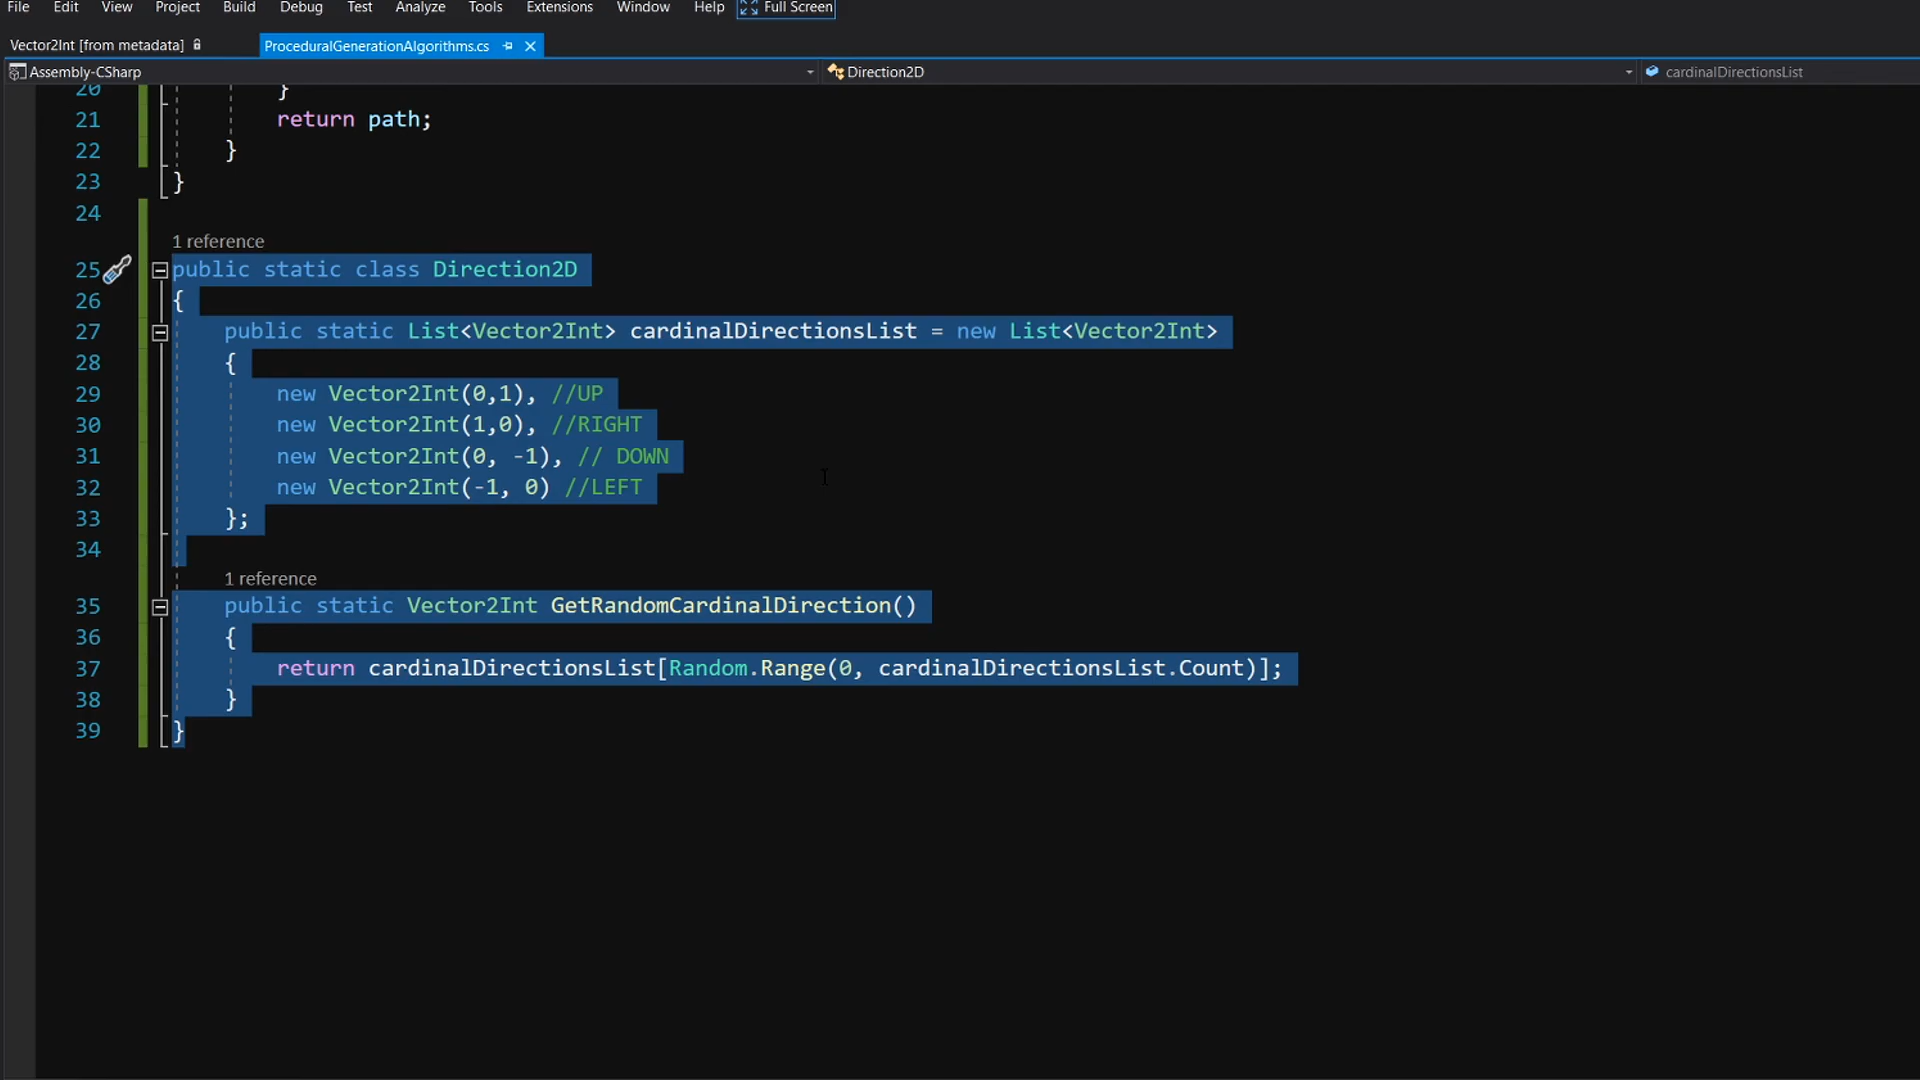 File Edit View Project Build Debug Test Analyze Tools Extensions Window Help Full Screen
Vector2Int [from metadata] ProceduralGenerationAlgorithms.cs
Assembly-CSharp Direction2D cardinalDirectionsList
20 }
21 return path;
22 }
23 }
24
1 reference
25 public static class Direction2D
26 {
27 public static List<Vector2Int> cardinalDirectionsList = new List<Vector2Int>
28 {
29 new Vector2Int(0,1), //UP
30 new Vector2Int(1,0), //RIGHT
31 new Vector2Int(0, -1), // DOWN
32 new Vector2Int(-1, 0) //LEFT
33 };
34
1 reference
35 public static Vector2Int GetRandomCardinalDirection()
36 {
37 return cardinalDirectionsList[Random.Range(0, cardinalDirectionsList.Count)];
38 }
39 }